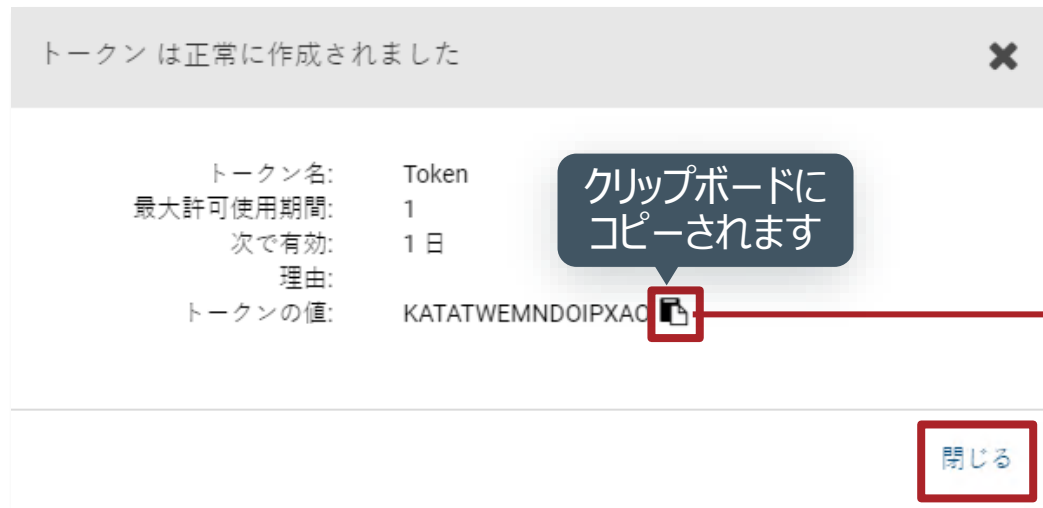 トークン は正常に作成されました
トークン名: Token
最大許可使用期間: 1
次で有効: 1 日
理由:
トークンの値: KATATWEMNDOIPXAO
クリップボードに
コピーされます
閉じる